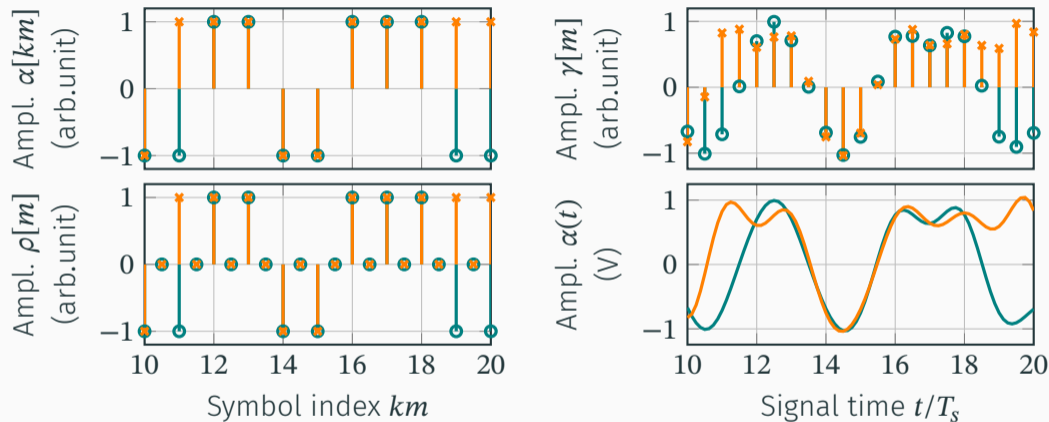 Ampl. α[km]
(arb.unit)
1
0
−1
Ampl. γ[m]
(arb.unit)
1
0
−1
Ampl. ρ[m]
(arb.unit)
1
0
−1
10 12 14 16 18 20
Symbol index km
Ampl. α(t)
(V)
1
0
−1
10 12 14 16 18 20
Signal time t/Tₛ